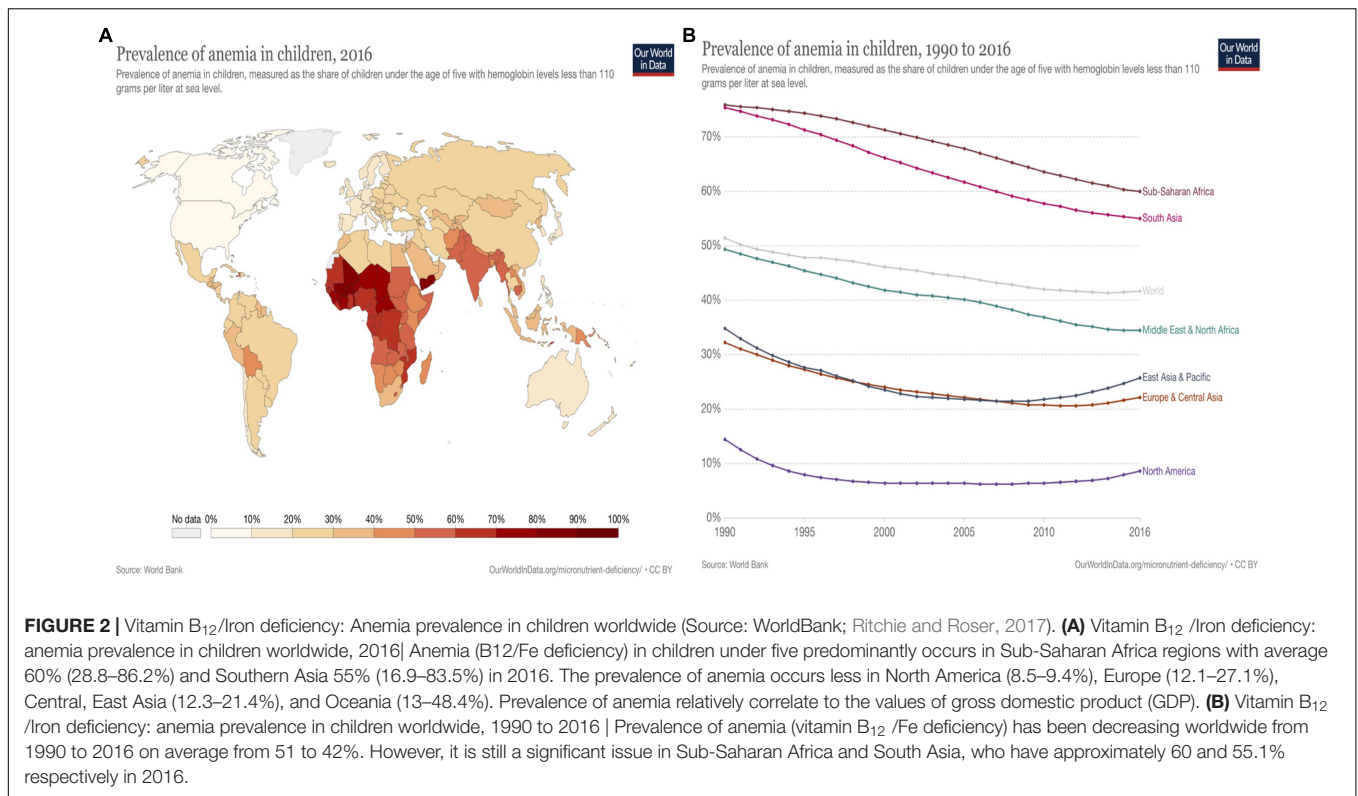 A
Prevalence of anemia in children, 2016
Our World
in Data
Prevalence of anemia in children, measured as the share of children under the age of five with hemoglobin levels less than 110
grams per liter at sea level.
No data 0% 10% 20% 30% 40% 50% 60% 70% 80% 90% 100%
Source: World Bank
OurWorldInData.org/micronutrient-deficiency/ • CC BY
B
Prevalence of anemia in children, 1990 to 2016
Our World
in Data
Prevalence of anemia in children, measured as the share of children under the age of five with hemoglobin levels less than 110
grams per liter at sea level.
70%
60%
50%
40%
30%
20%
10%
0%
Sub-Saharan Africa
South Asia
World
Middle East & North Africa
East Asia & Pacific
Europe & Central Asia
North America
1990 1995 2000 2005 2010 2016
Source: World Bank
OurWorldInData.org/micronutrient-deficiency/ • CC BY
FIGURE 2 | Vitamin B12/Iron deficiency: Anemia prevalence in children worldwide (Source: WorldBank; Ritchie and Roser, 2017). (A) Vitamin B12 /Iron deficiency:
anemia prevalence in children worldwide, 2016| Anemia (B12/Fe deficiency) in children under five predominantly occurs in Sub-Saharan Africa regions with average
60% (28.8–86.2%) and Southern Asia 55% (16.9–83.5%) in 2016. The prevalence of anemia occurs less in North America (8.5–9.4%), Europe (12.1–27.1%),
Central, East Asia (12.3–21.4%), and Oceania (13–48.4%). Prevalence of anemia relatively correlate to the values of gross domestic product (GDP). (B) Vitamin B12
/Iron deficiency: anemia prevalence in children worldwide, 1990 to 2016 | Prevalence of anemia (vitamin B12 /Fe deficiency) has been decreasing worldwide from
1990 to 2016 on average from 51 to 42%. However, it is still a significant issue in Sub-Saharan Africa and South Asia, who have approximately 60 and 55.1%
respectively in 2016.